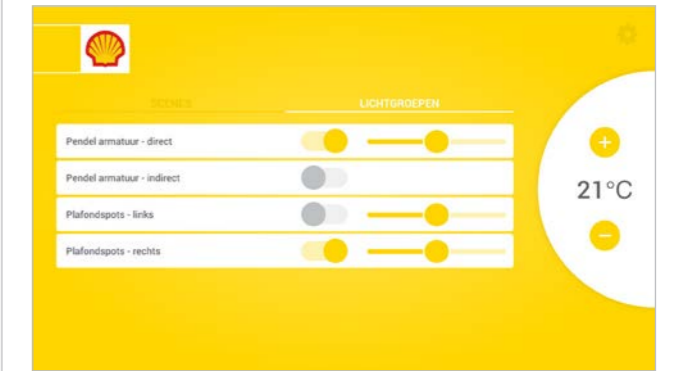 SCENES
LICHTGROEPEN
Pendel armatuur - direct
Pendel armatuur - indirect
Plafondspots - links
Plafondspots - rechts
21°C